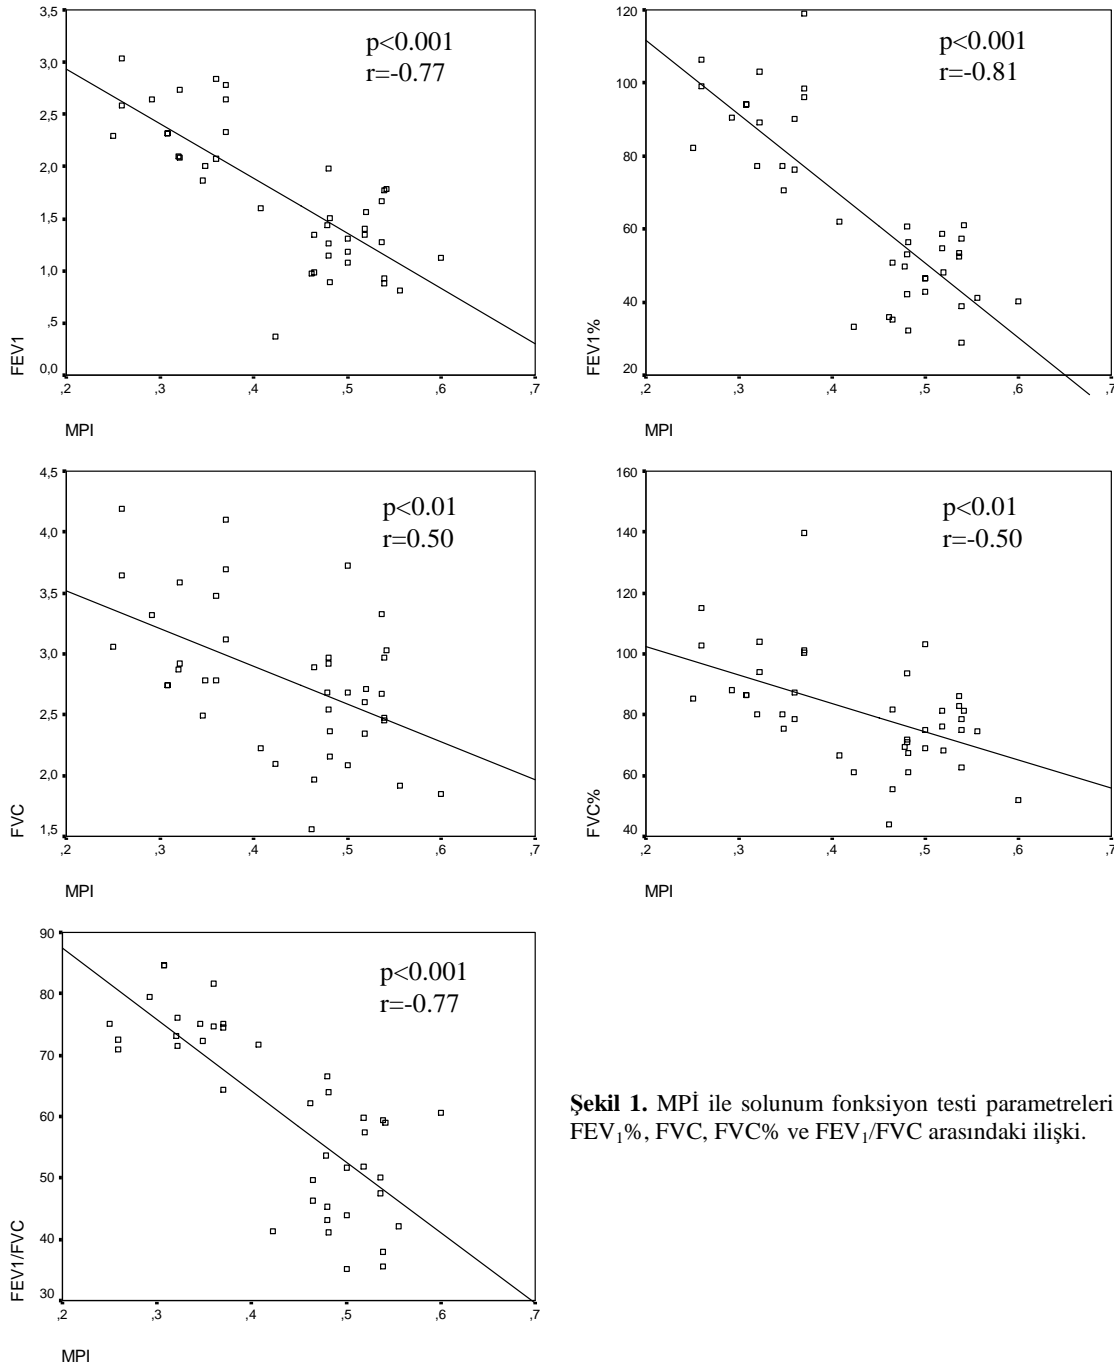 3,5
3,0
2,5
2,0
1,5
1,0
,5
0,0
FEV1
p<0.001
r=-0.77
,2 ,3 ,4 ,5 ,6 ,7
MPI
120
100
80
60
40
20
FEV1%
p<0.001
r=-0.81
,2 ,3 ,4 ,5 ,6 ,7
MPI
4,5
4,0
3,5
3,0
2,5
2,0
1,5
FVC
p<0.01
r=0.50
,2 ,3 ,4 ,5 ,6 ,7
MPI
160
140
120
100
80
60
40
FVC%
p<0.01
r=-0.50
,2 ,3 ,4 ,5 ,6 ,7
MPI
90
80
70
60
50
40
30
FEV1/FVC
p<0.001
r=-0.77
,2 ,3 ,4 ,5 ,6 ,7
MPI
Şekil 1. MPİ ile solunum fonksiyon testi parametreleri
FEV₁%, FVC, FVC% ve FEV₁/FVC arasındaki ilişki.